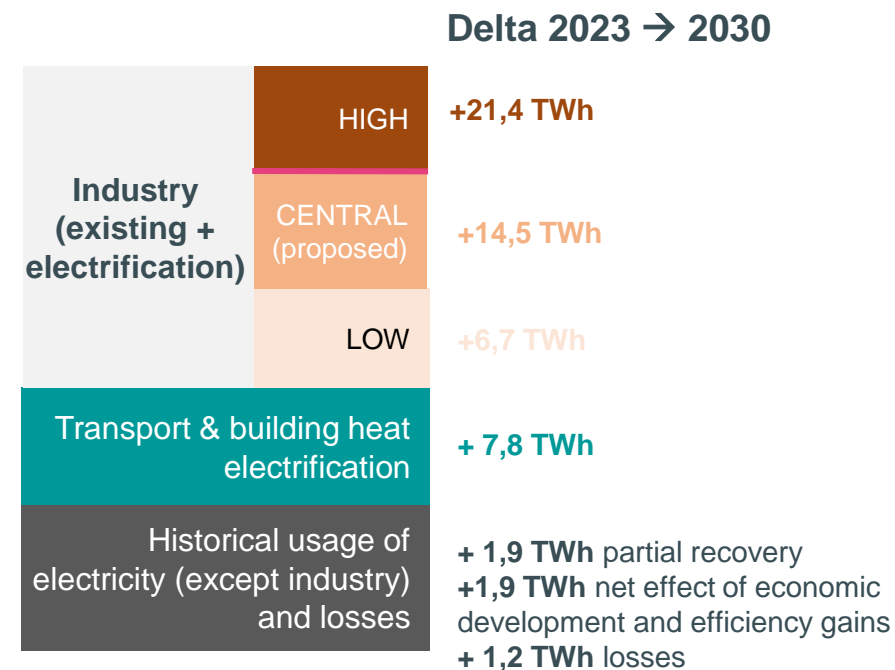 Delta 2023 → 2030
HIGH
+21,4 TWh
Industry
(existing +
electrification)
CENTRAL
(proposed)
+14,5 TWh
LOW
+6,7 TWh
Transport & building heat
electrification
+ 7,8 TWh
Historical usage of
electricity (except industry)
and losses
+ 1,9 TWh partial recovery
+1,9 TWh net effect of economic
development and efficiency gains
+ 1,2 TWh losses